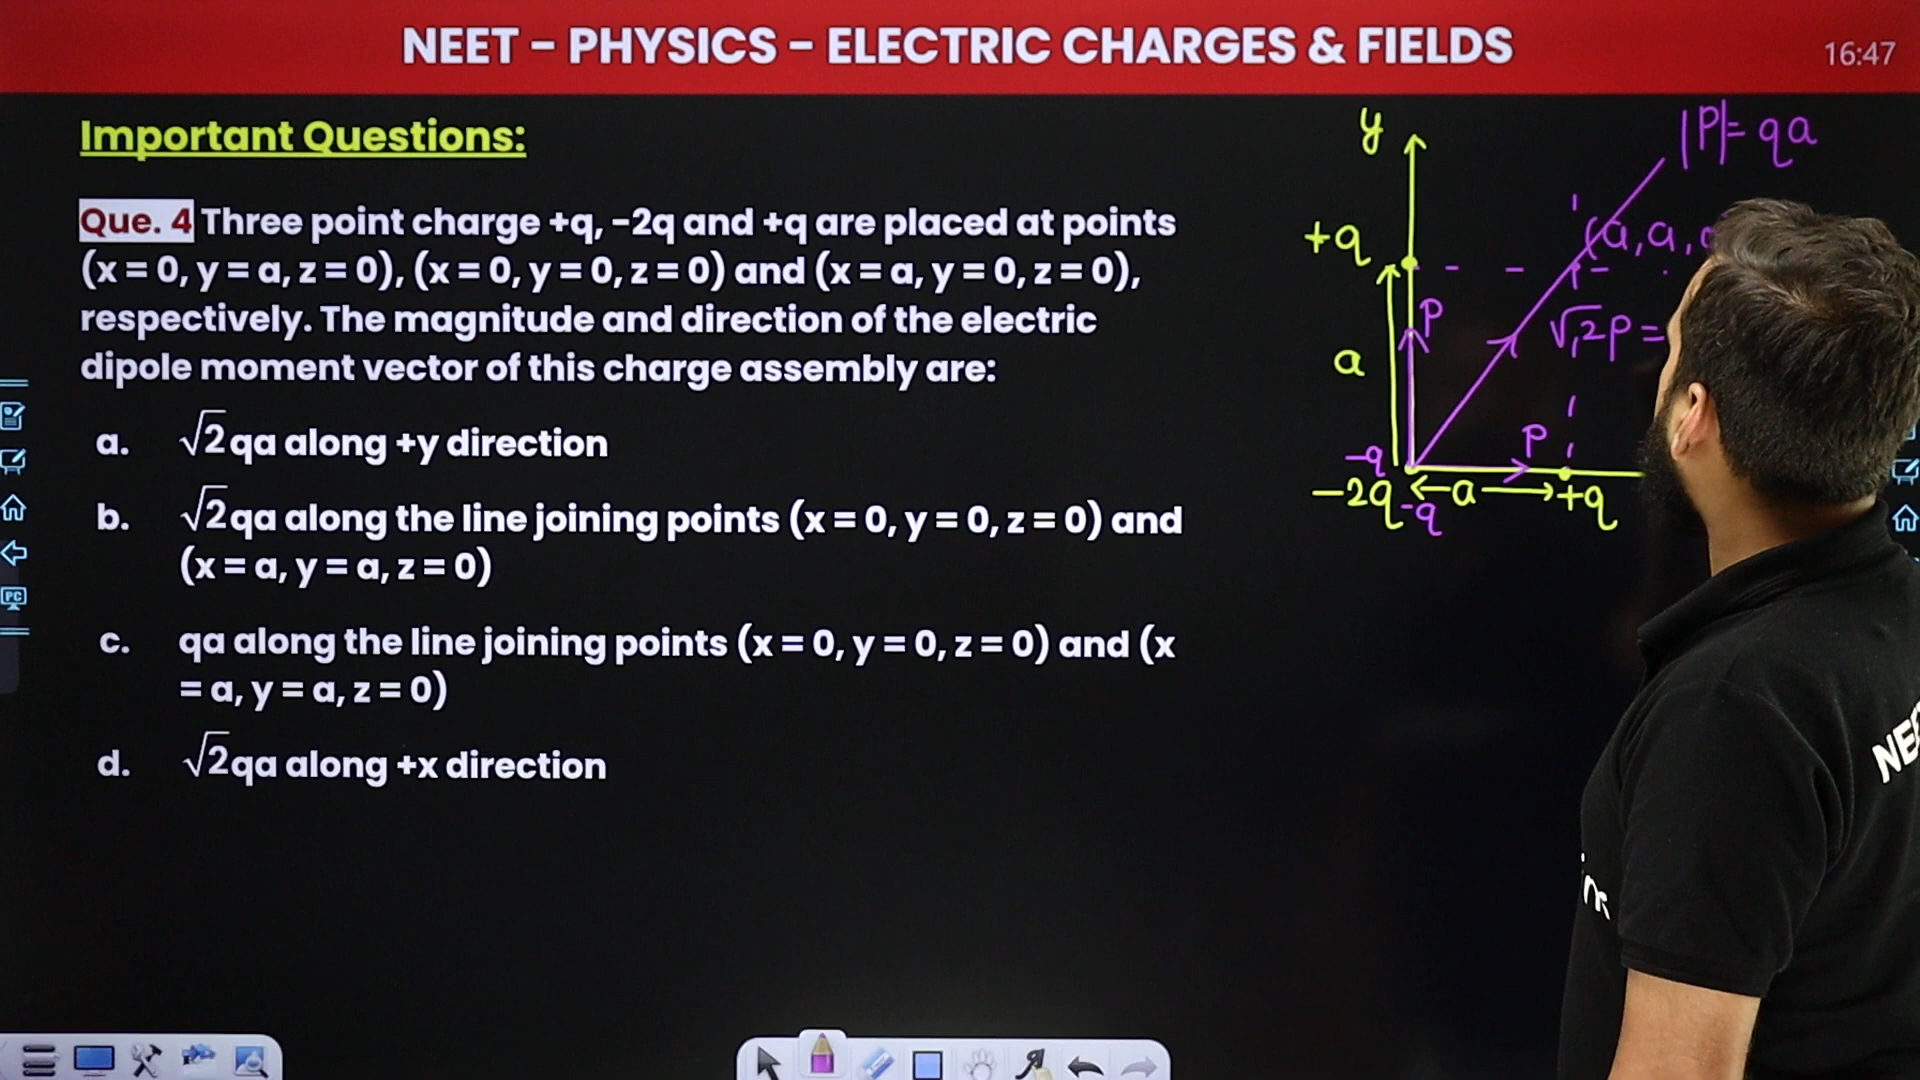 NEET - PHYSICS - ELECTRIC CHARGES & FIELDS
16:47
Important Questions:
Que. 4 Three point charge +q, -2q and +q are placed at points
(x = 0, y = a, z = 0), (x = 0, y = 0, z = 0) and (x = a, y = 0, z = 0),
respectively. The magnitude and direction of the electric
dipole moment vector of this charge assembly are:
a. √2qa along +y direction
b. √2qa along the line joining points (x = 0, y = 0, z = 0) and
(x = a, y = a, z = 0)
c. qa along the line joining points (x = 0, y = 0, z = 0) and (x
= a, y = a, z = 0)
d. √2qa along +x direction
y
|P|= qa
+q
(a, a,
P
√2P =
a
P
-q
-2q
a
+q
-q
PC